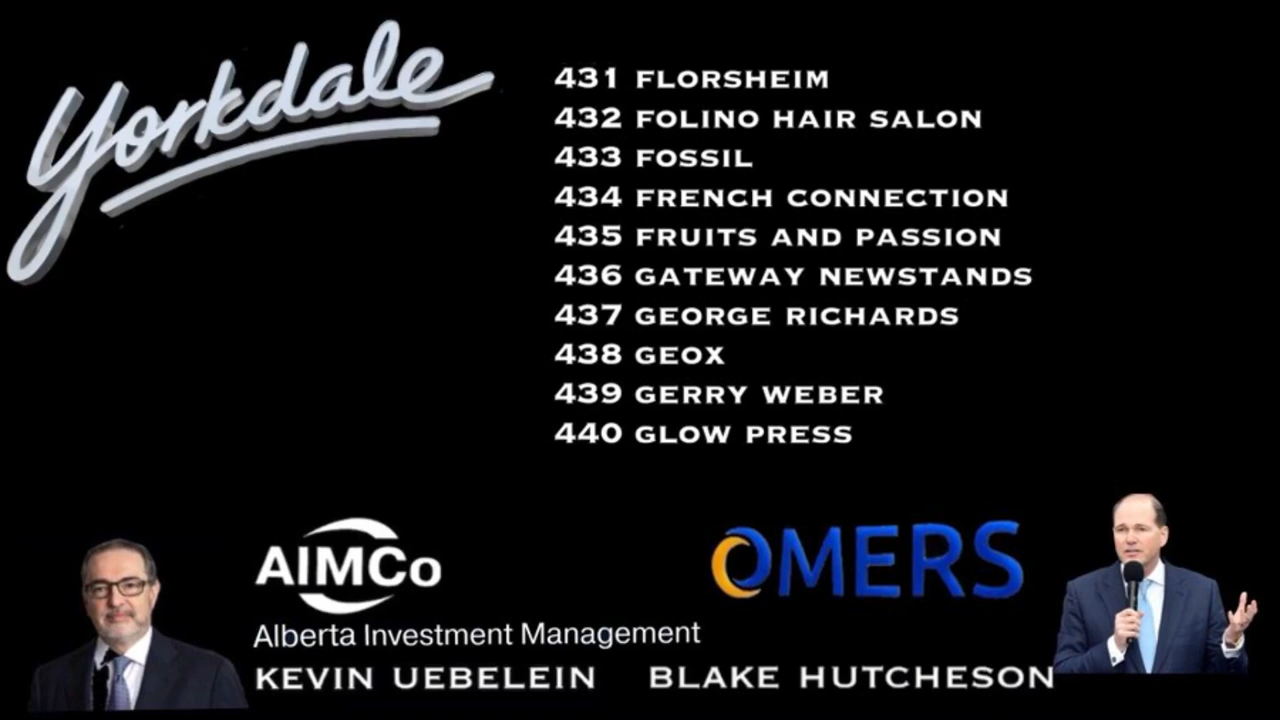 Yorkdale
431 FLORSHEIM
432 FOLINO HAIR SALON
433 FOSSIL
434 FRENCH CONNECTION
435 FRUITS AND PASSION
436 GATEWAY NEWSTANDS
437 GEORGE RICHARDS
438 GEOX
439 GERRY WEBER
440 GLOW PRESS
AIMCo
Alberta Investment Management
KEVIN UEBELEIN
OMERS
BLAKE HUTCHESON